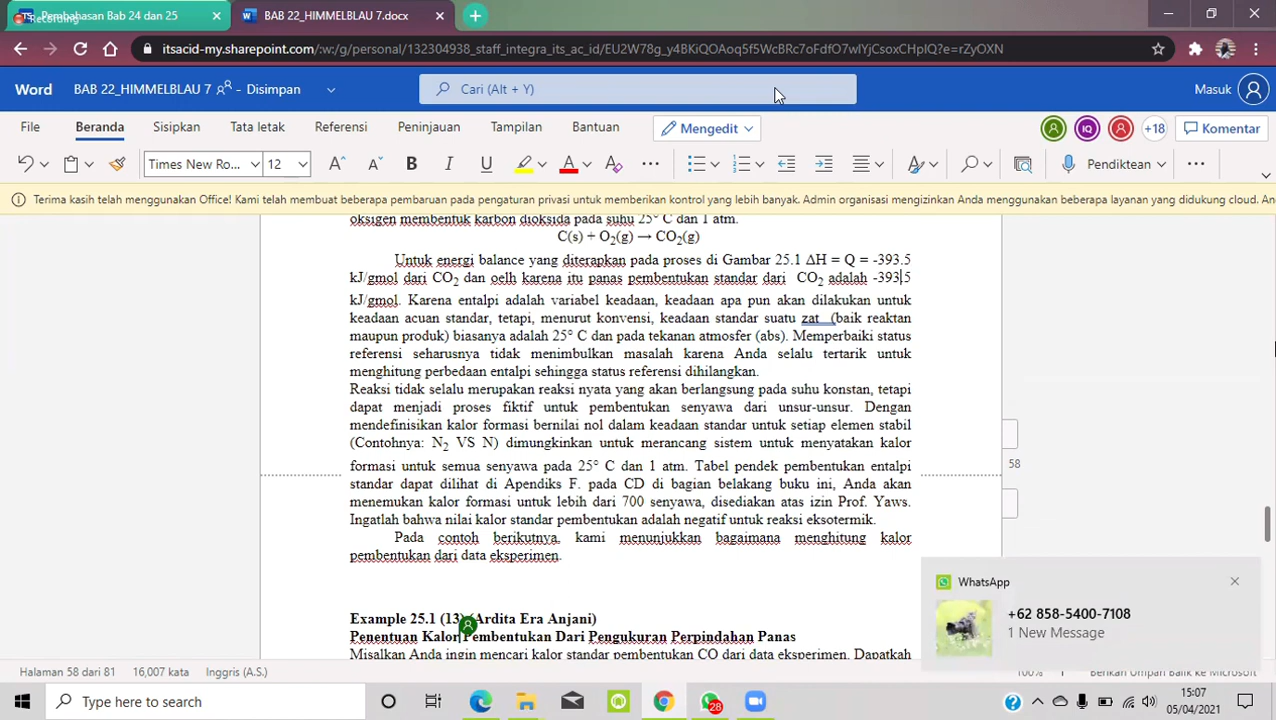 Pembahasan Bab 24 dan 25
Recording
BAB 22_HIMMELBLAU 7.docx
itsacid-my.sharepoint.com/:w:/g/personal/132304938_staff_integra_its_ac_id/EU2W78g_y4BKiQOAoq5f5WcBRc7oFdfO7wlYjCsoxCHpIQ?e=rZyOXN
Word BAB 22_HIMMELBLAU 7 - Disimpan Cari (Alt + Y) Masuk
File Beranda Sisipkan Tata letak Referensi Peninjauan Tampilan Bantuan Mengedit IQ +18 Komentar
Times New Ro... 12 A A B I U A Pendiktean
Terima kasih telah menggunakan Office! Kami telah membuat beberapa pembaruan pada pengaturan privasi untuk memberikan kontrol yang lebih banyak. Admin organisasi mengizinkan Anda menggunakan beberapa layanan yang didukung cloud. An
oksigen membentuk karbon dioksida pada suhu 25° C dan 1 atm.
C(s) + O2(g) → CO2(g)
Untuk energi balance yang diterapkan pada proses di Gambar 25.1 ΔH = Q = -393.5
kJ/gmol dari CO2 dan oelh karena itu panas pembentukan standar dari CO2 adalah -393.5
kJ/gmol. Karena entalpi adalah variabel keadaan, keadaan apa pun akan dilakukan untuk
keadaan acuan standar, tetapi, menurut konvensi, keadaan standar suatu zat (baik reaktan
maupun produk) biasanya adalah 25° C dan pada tekanan atmosfer (abs). Memperbaiki status
referensi seharusnya tidak menimbulkan masalah karena Anda selalu tertarik untuk
menghitung perbedaan entalpi sehingga status referensi dihilangkan.
Reaksi tidak selalu merupakan reaksi nyata yang akan berlangsung pada suhu konstan, tetapi
dapat menjadi proses fiktif untuk pembentukan senyawa dari unsur-unsur. Dengan
mendefinisikan kalor formasi bernilai nol dalam keadaan standar untuk setiap elemen stabil
(Contohnya: N2 VS N) dimungkinkan untuk merancang sistem untuk menyatakan kalor
formasi untuk semua senyawa pada 25° C dan 1 atm. Tabel pendek pembentukan entalpi
58
standar dapat dilihat di Apendiks F. pada CD di bagian belakang buku ini, Anda akan
menemukan kalor formasi untuk lebih dari 700 senyawa, disediakan atas izin Prof. Yaws.
Ingatlah bahwa nilai kalor standar pembentukan adalah negatif untuk reaksi eksotermik.
Pada contoh berikutnya, kami menunjukkan bagaimana menghitung kalor
pembentukan dari data eksperimen.
Example 25.1 (13) (Ardita Era Anjani)
Penentuan Kalor Pembentukan Dari Pengukuran Perpindahan Panas
Misalkan Anda ingin mencari kalor standar pembentukan CO dari data eksperimen. Dapatkah
WhatsApp
+62 858-5400-7108
1 New Message
Halaman 58 dari 81 16,007 kata Inggris (A.S.) 100% Berikan Umpan Balik ke Microsoft
Type here to search 28 15:07
05/04/2021